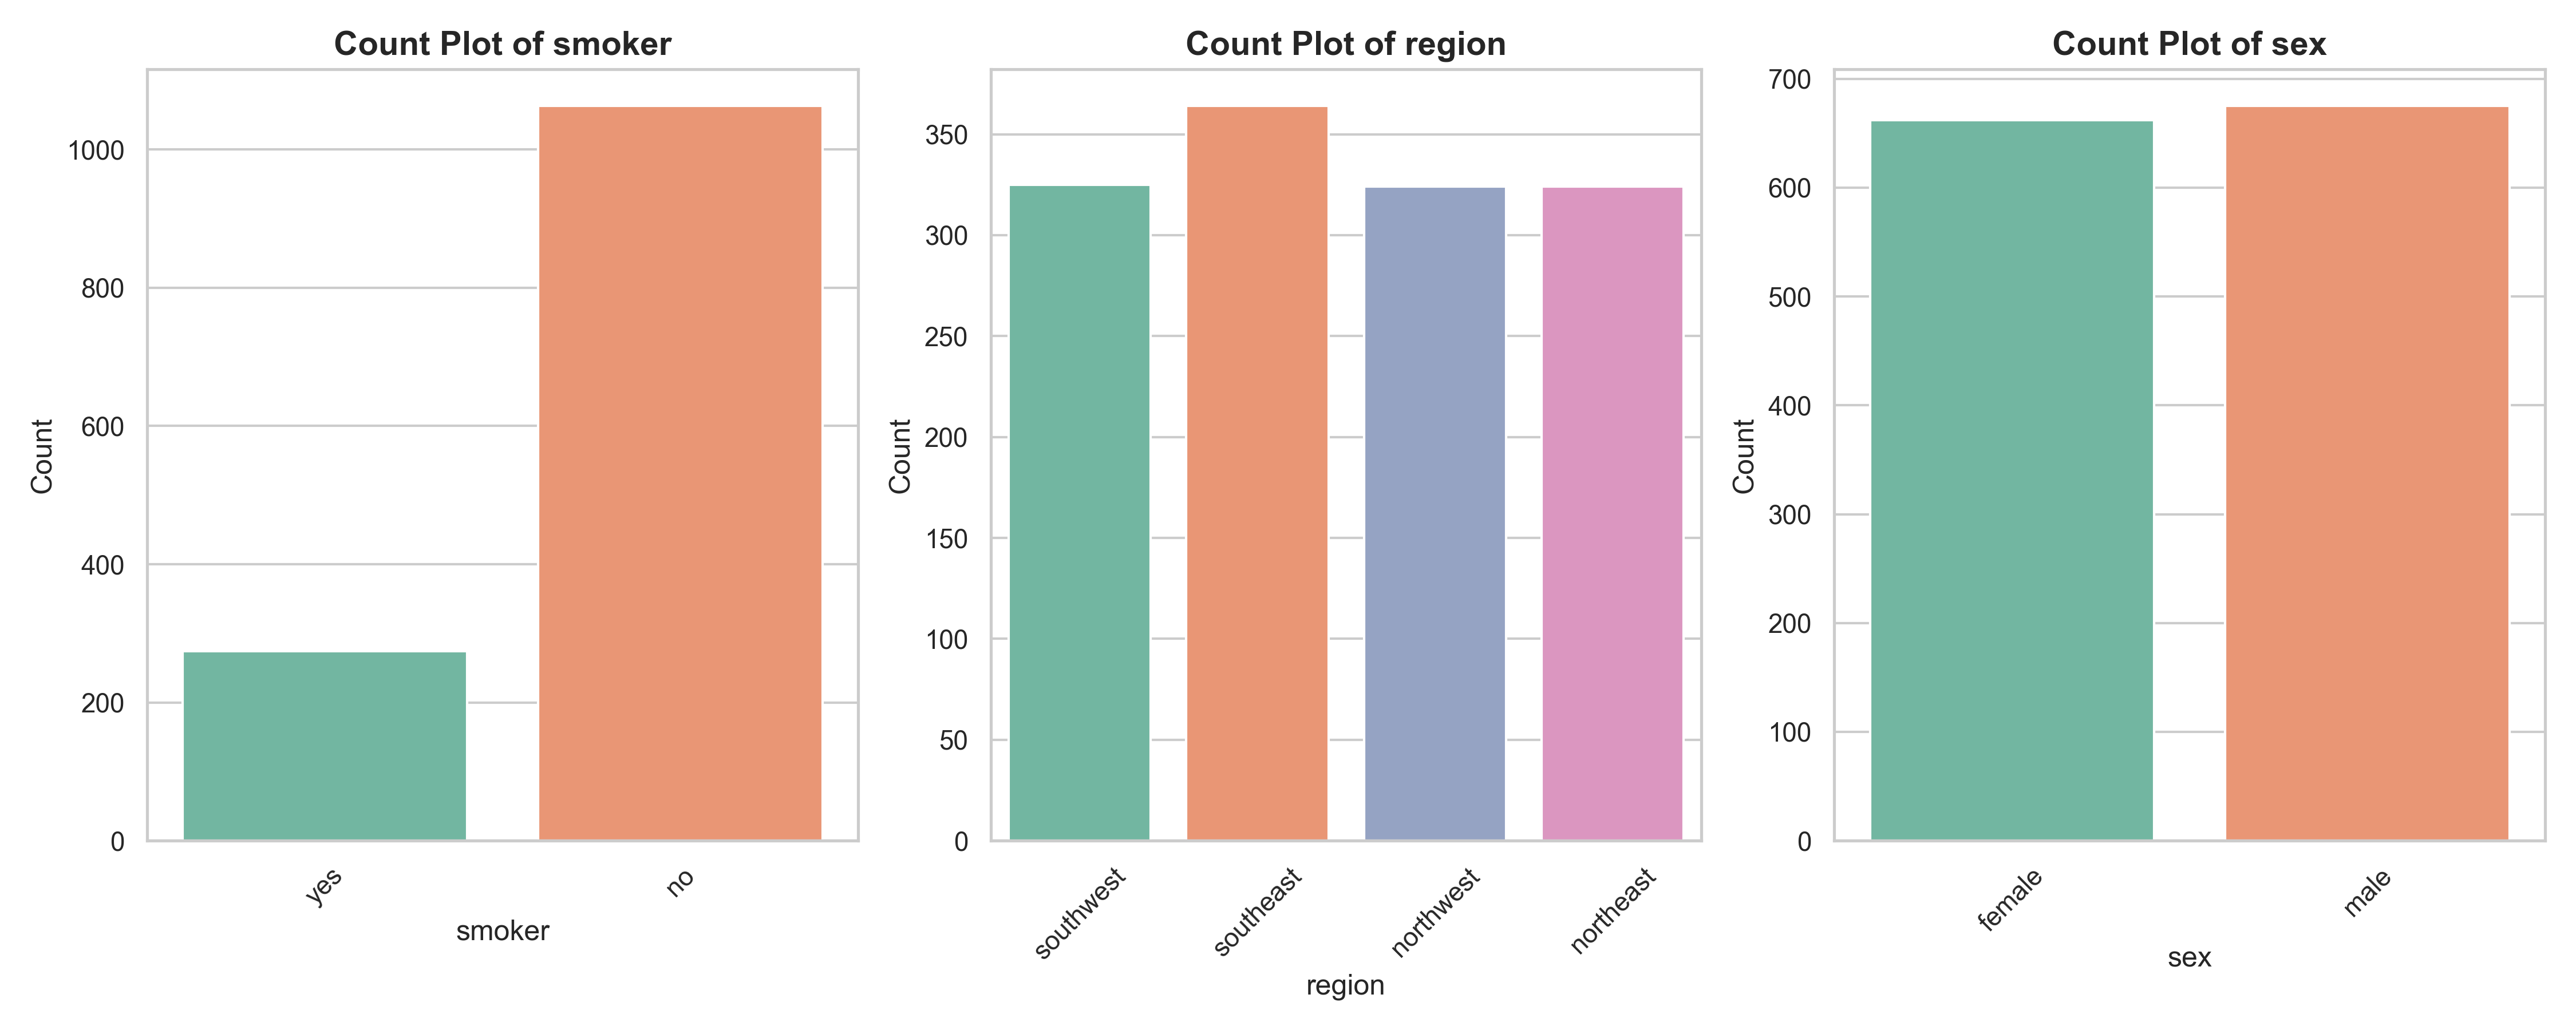 Count Plot of smoker
Count
1000
800
600
400
200
0
yes
no
smoker
Count Plot of region
Count
350
300
250
200
150
100
50
0
southwest
southeast
northwest
northeast
region
Count Plot of sex
Count
700
600
500
400
300
200
100
0
female
male
sex